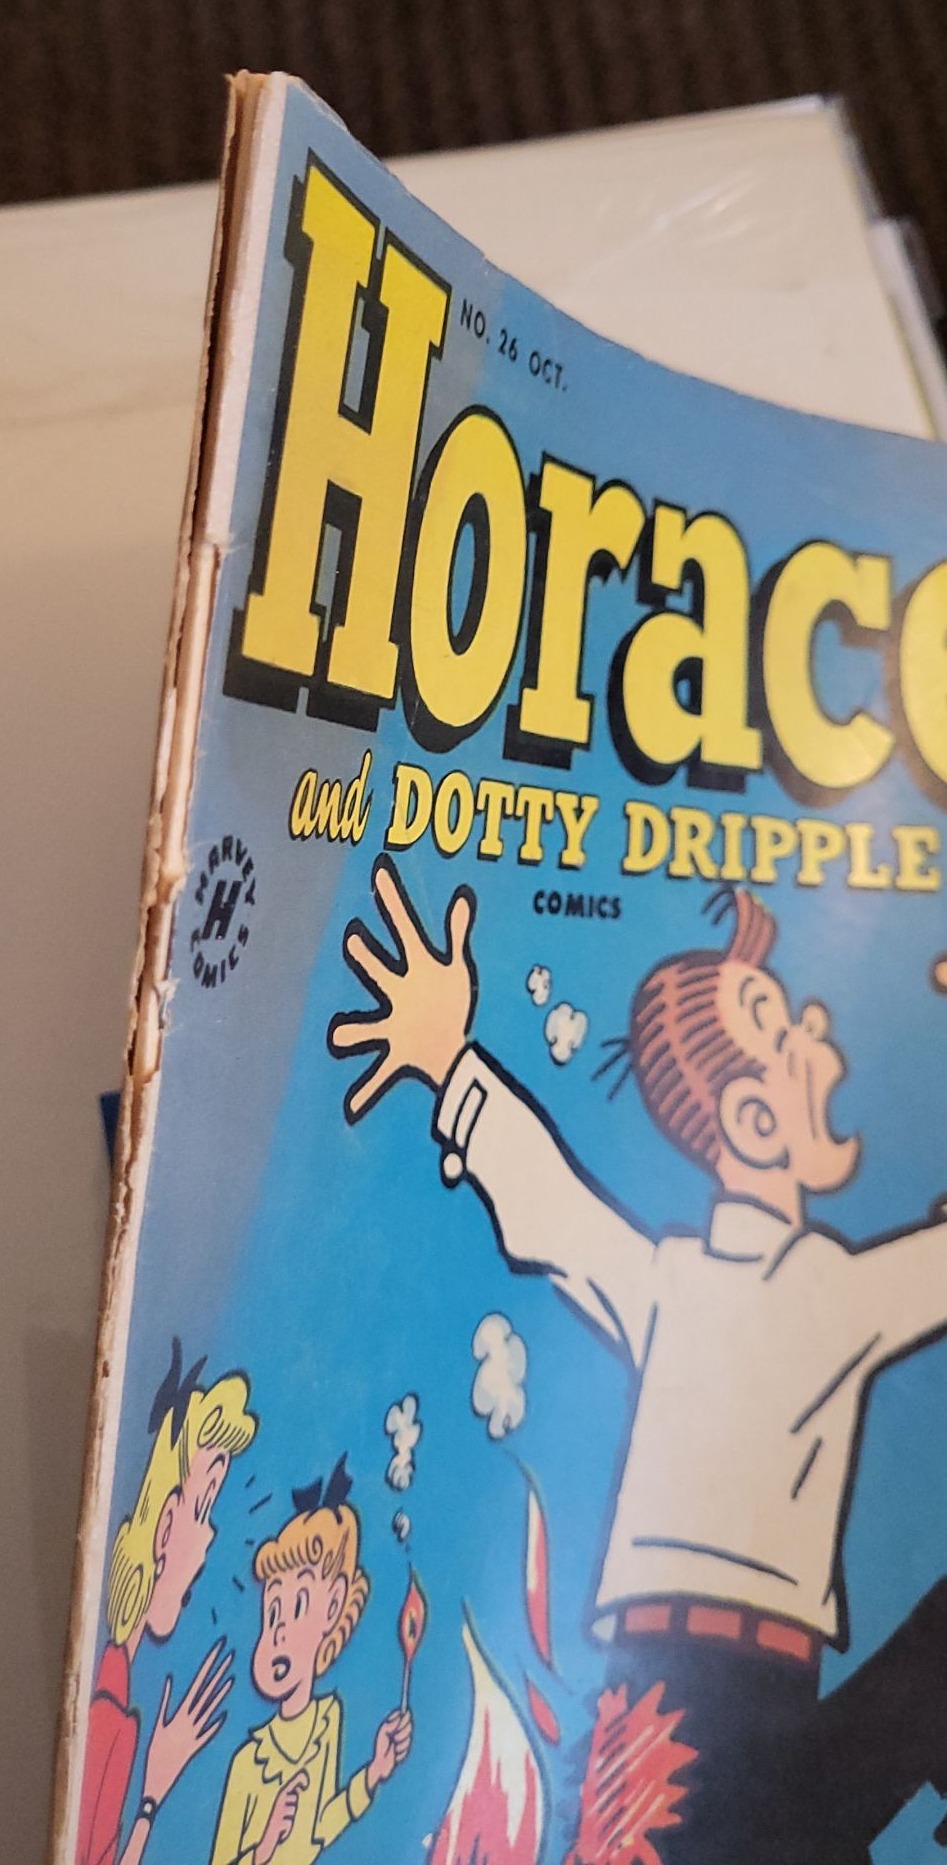 NO. 26 OCT.
Horace
and DOTTY DRIPPLE
COMICS
HARVEY
H
COMICS